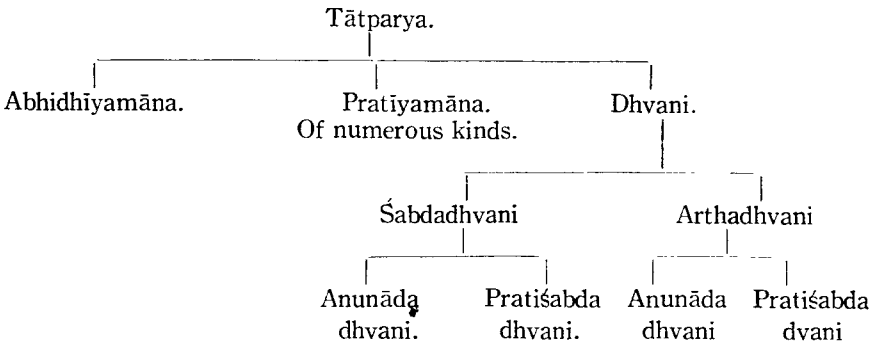 Tātparya.
Abhidhīyamāna. Pratīyamāna. Dhvani.
Of numerous kinds.
Śabdadhvani Arthadhvani
Anunāda Pratiśabda Anunāda Pratiśabda
dhvani. dhvani. dhvani dvani